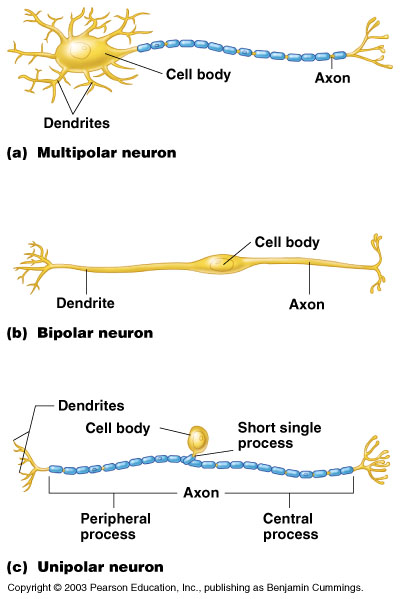 Cell body
Axon
Dendrites
(a) Multipolar neuron
Cell body
Dendrite
Axon
(b) Bipolar neuron
Dendrites
Cell body
Short single
process
Axon
Peripheral
process
Central
process
(c) Unipolar neuron
Copyright © 2003 Pearson Education, Inc., publishing as Benjamin Cummings.